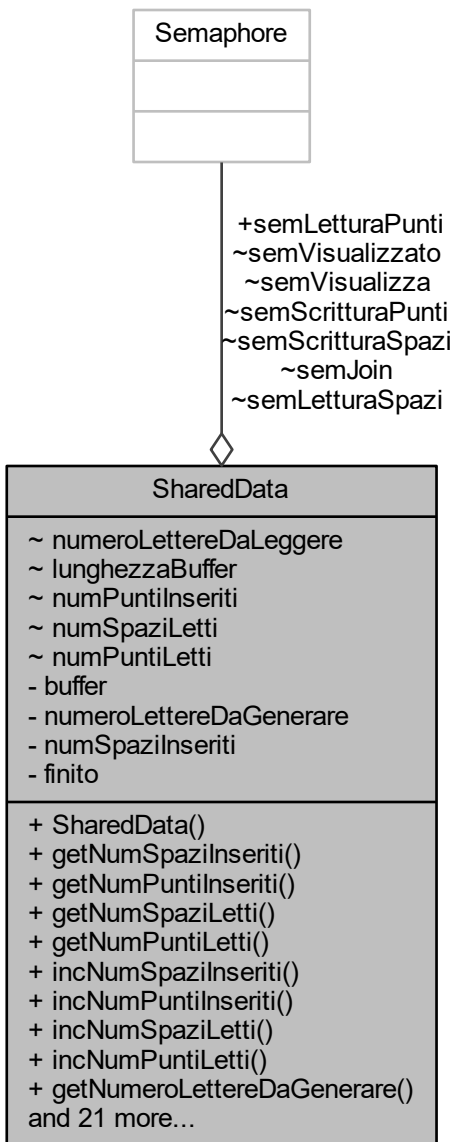 Semaphore
+semLetturaPunti
~semVisualizzato
~semVisualizza
~semScritturaPunti
~semScritturaSpazi
~semJoin
~semLetturaSpazi
SharedData
~ numeroLettereDaLeggere
~ lunghezzaBuffer
~ numPuntiInseriti
~ numSpaziLetti
~ numPuntiLetti
- buffer
- numeroLettereDaGenerare
- numSpaziInseriti
- finito
+ SharedData()
+ getNumSpaziInseriti()
+ getNumPuntiInseriti()
+ getNumSpaziLetti()
+ getNumPuntiLetti()
+ incNumSpaziInseriti()
+ incNumPuntiInseriti()
+ incNumSpaziLetti()
+ incNumPuntiLetti()
+ getNumeroLettereDaGenerare()
and 21 more...